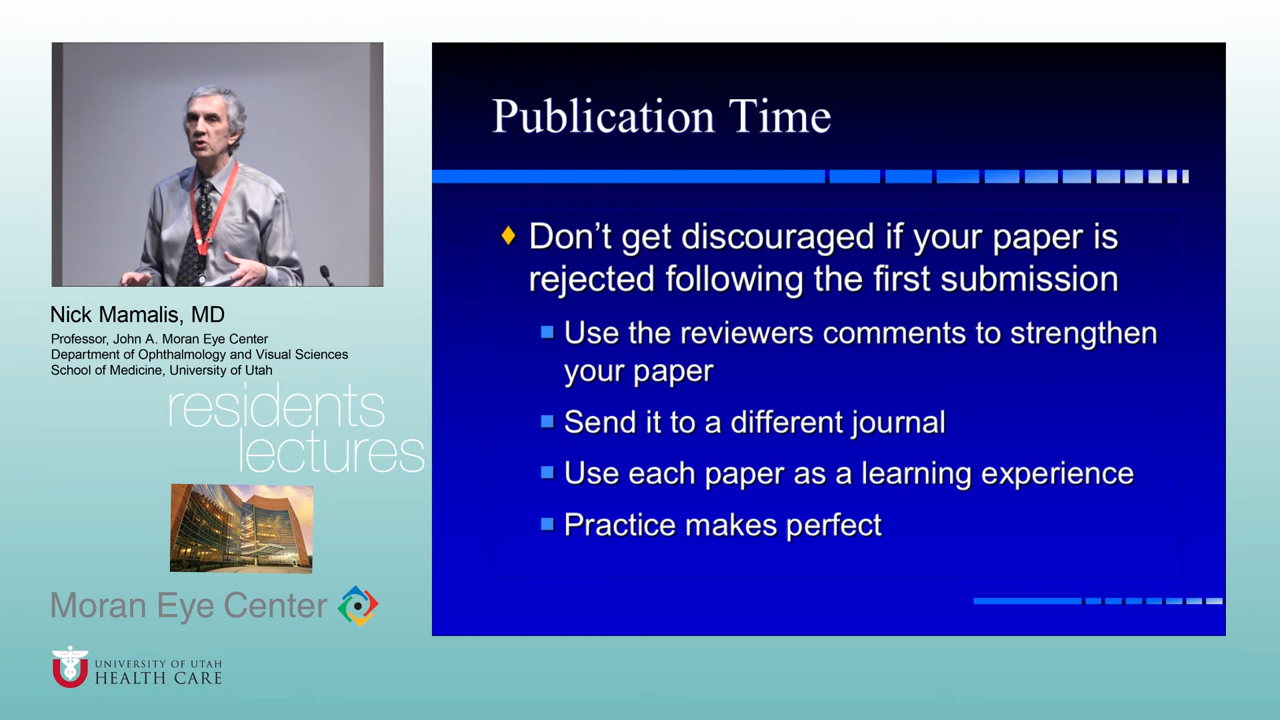 Nick Mamalis, MD
Professor, John A. Moran Eye Center
Department of Ophthalmology and Visual Sciences
School of Medicine, University of Utah
residents
lectures
Moran Eye Center
UNIVERSITY OF UTAH
HEALTH CARE
Publication Time
Don't get discouraged if your paper is
rejected following the first submission
Use the reviewers comments to strengthen
your paper
Send it to a different journal
Use each paper as a learning experience
Practice makes perfect